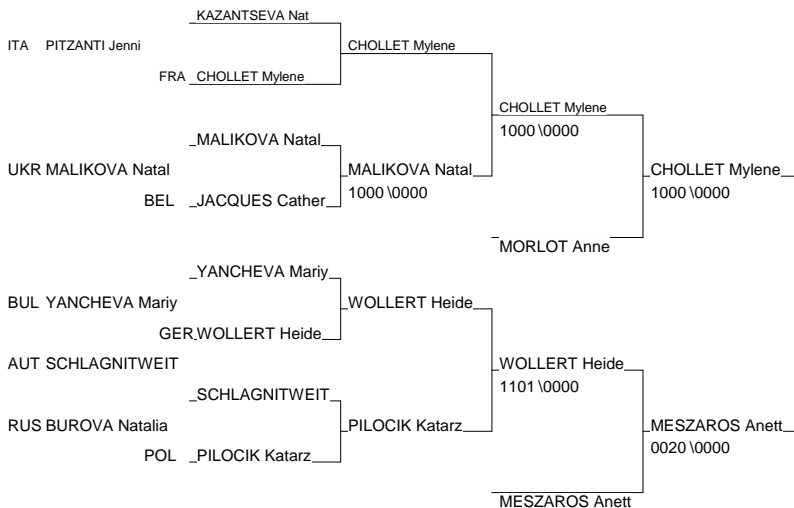 KAZANTSEVA Nat
ITA PITZANTI Jenni CHOLLET Mylene
FRA CHOLLET Mylene
CHOLLET Mylene
1000 \0000
MALIKOVA Natal
UKR MALIKOVA Natal MALIKOVA Natal CHOLLET Mylene
1000 \0000 1000 \0000
BEL JACQUES Cather
MORLOT Anne
YANCHEVA Mariy
BUL YANCHEVA Mariy WOLLERT Heide
GER WOLLERT Heide
AUT SCHLAGNITWEIT WOLLERT Heide
1101 \0000
SCHLAGNITWEIT
RUS BUROVA Natalia PILOCIK Katarz MESZAROS Anett
0020 \0000
POL PILOCIK Katarz
MESZAROS Anett